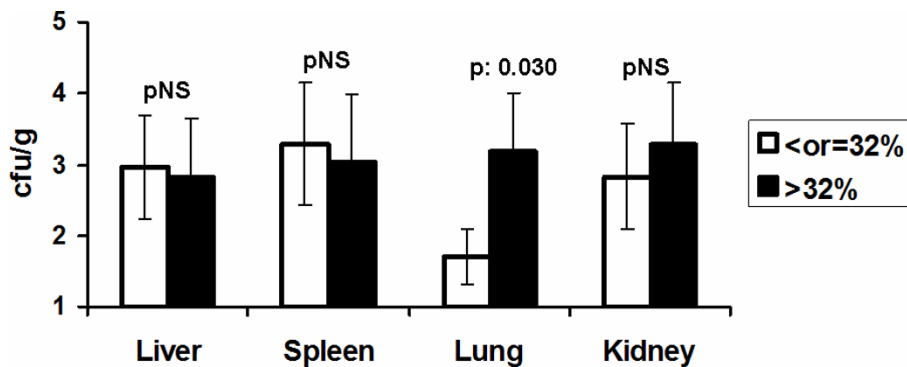 5
4
3
2
1
cfu/g
pNS
pNS
p: 0.030
pNS
Liver
Spleen
Lung
Kidney
<or=32%
>32%